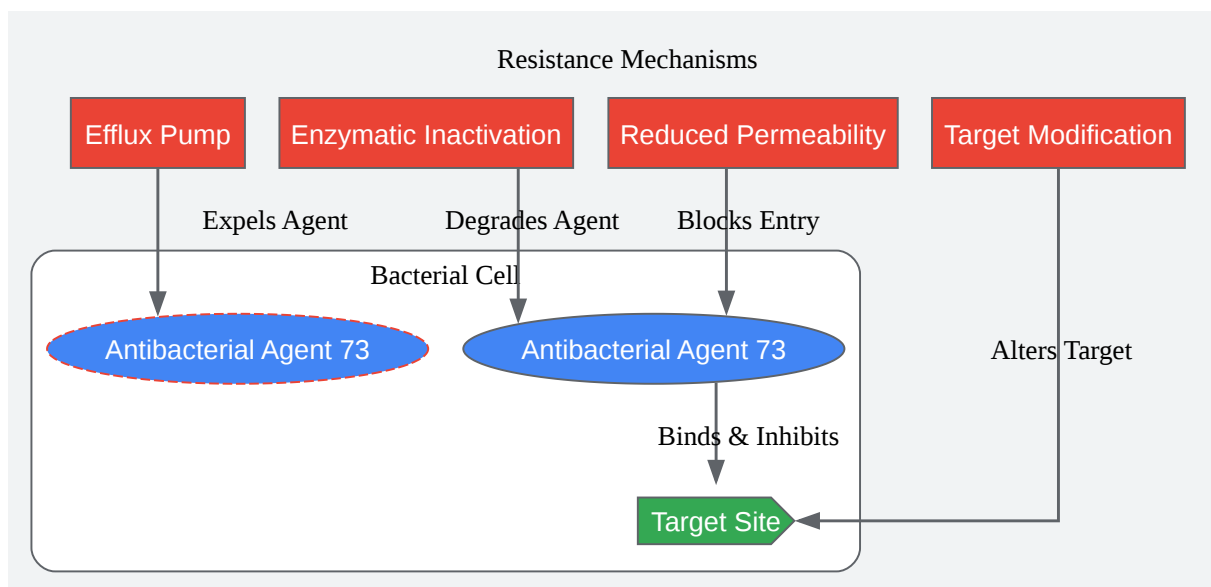 Resistance Mechanisms
Efflux Pump
Enzymatic Inactivation
Reduced Permeability
Target Modification
Expels Agent
Degrades Agent
Blocks Entry
Bacterial Cell
Antibacterial Agent 73
Antibacterial Agent 73
Alters Target
Binds & Inhibits
Target Site